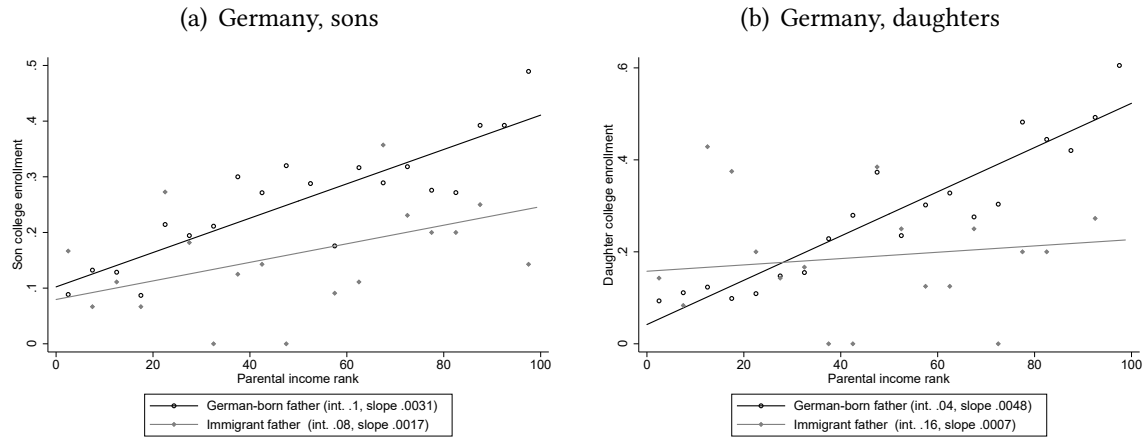 (a) Germany, sons
.5
.4
.3
.2
.1
0
Son college enrollment
0 20 40 60 80 100
Parental income rank
German-born father (int. .1, slope .0031)
Immigrant father (int. .08, slope .0017)
(b) Germany, daughters
.6
.4
.2
0
Daughter college enrollment
0 20 40 60 80 100
Parental income rank
German-born father (int. .04, slope .0048)
Immigrant father (int. .16, slope .0007)